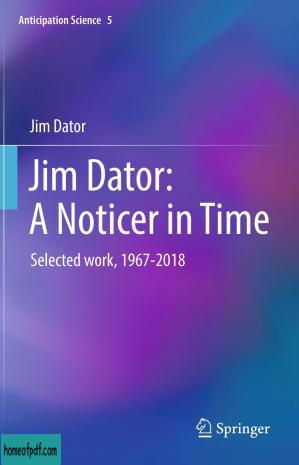 Anticipation Science 5
Jim Dator
Jim Dator:
A Noticer in Time
Selected work, 1967-2018
Springer
homeofpdf.com